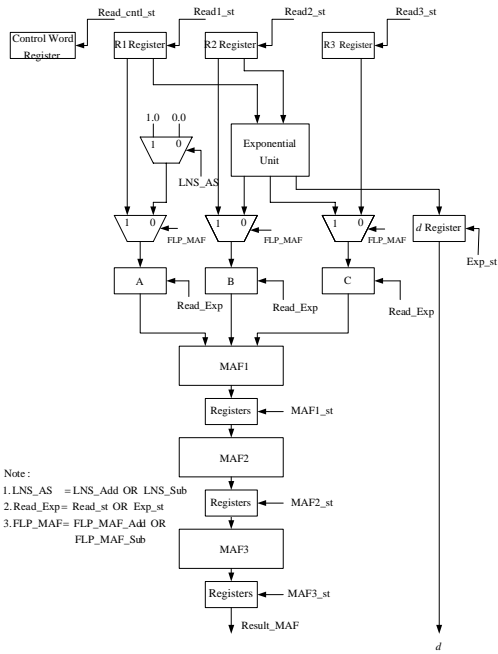 Read_cntl_st
Read1_st
Read2_st
Read3_st
Control Word
Register
R1 Register
R2 Register
R3 Register
1.0 0.0
1 0
Exponential
Unit
LNS_AS
1 0
1 0
1 0
FLP_MAF
FLP_MAF
FLP_MAF
d Register
Exp_st
A
B
C
Read_Exp
Read_Exp
Read_Exp
MAF1
Registers
MAF1_st
MAF2
Registers
MAF2_st
MAF3
Registers
MAF3_st
Result_MAF
d
Note :
1.LNS_AS = LNS_Add OR LNS_Sub
2.Read_Exp = Read_st OR Exp_st
3.FLP_MAF = FLP_MAF_Add OR
FLP_MAF_Sub